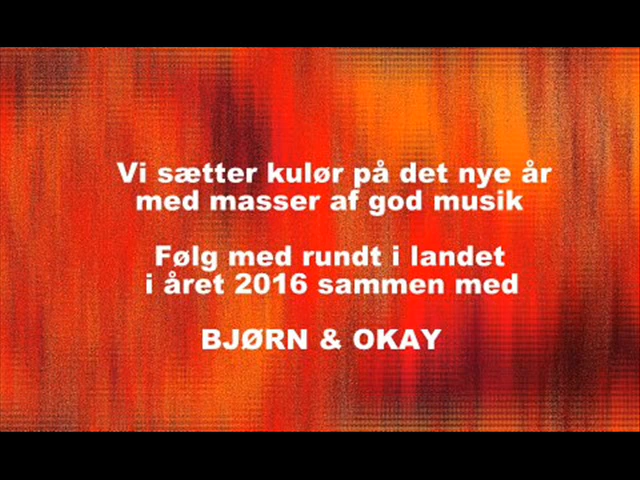 Vi sætter kulør på det nye år
med masser af god musik
Følg med rundt i landet
i året 2016 sammen med
BJØRN & OKAY